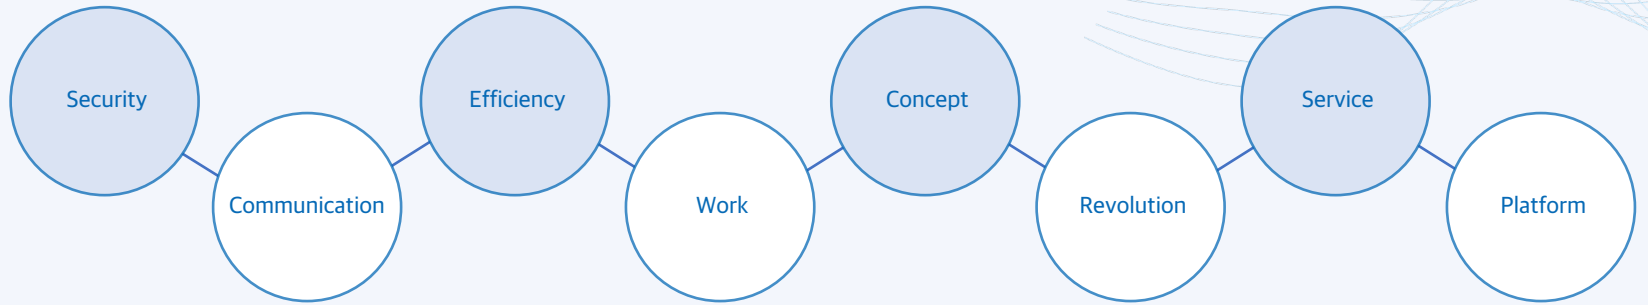 Security
Communication
Efficiency
Work
Concept
Revolution
Service
Platform